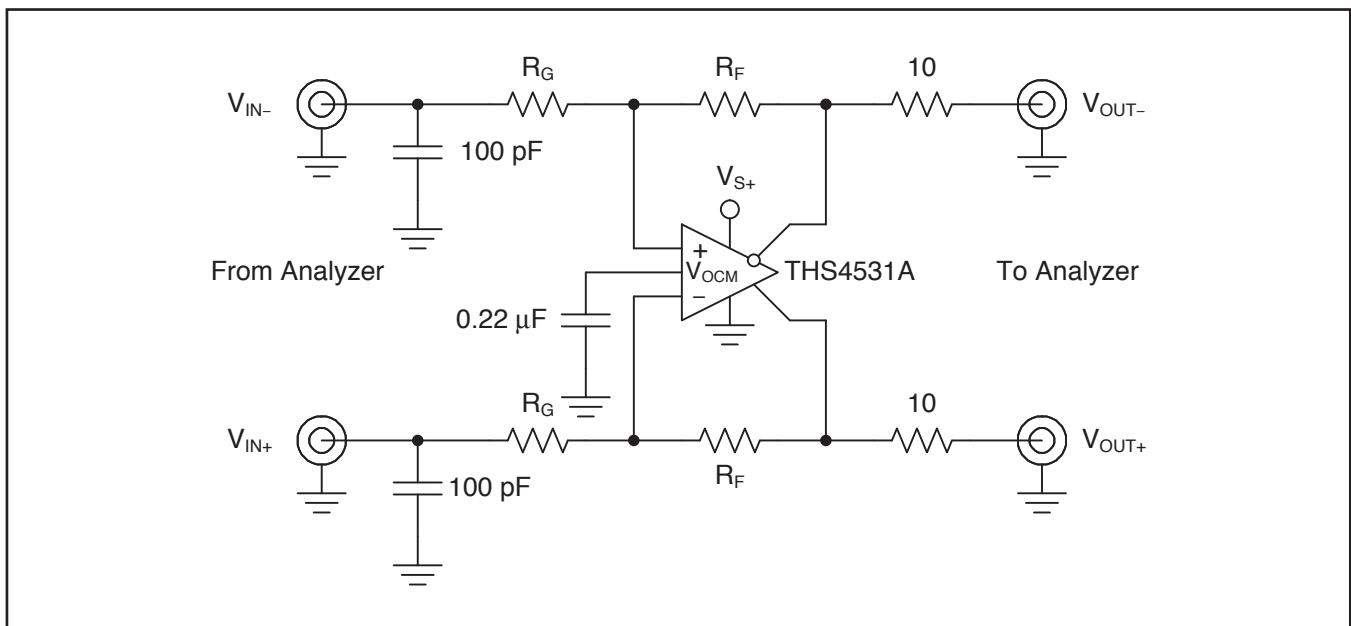 R_G
R_F
10
V_IN–
V_OUT–
100 pF
V_S+
+
From Analyzer
V_OCM
THS4531A
To Analyzer
–
0.22 μF
R_G
10
V_IN+
V_OUT+
R_F
100 pF